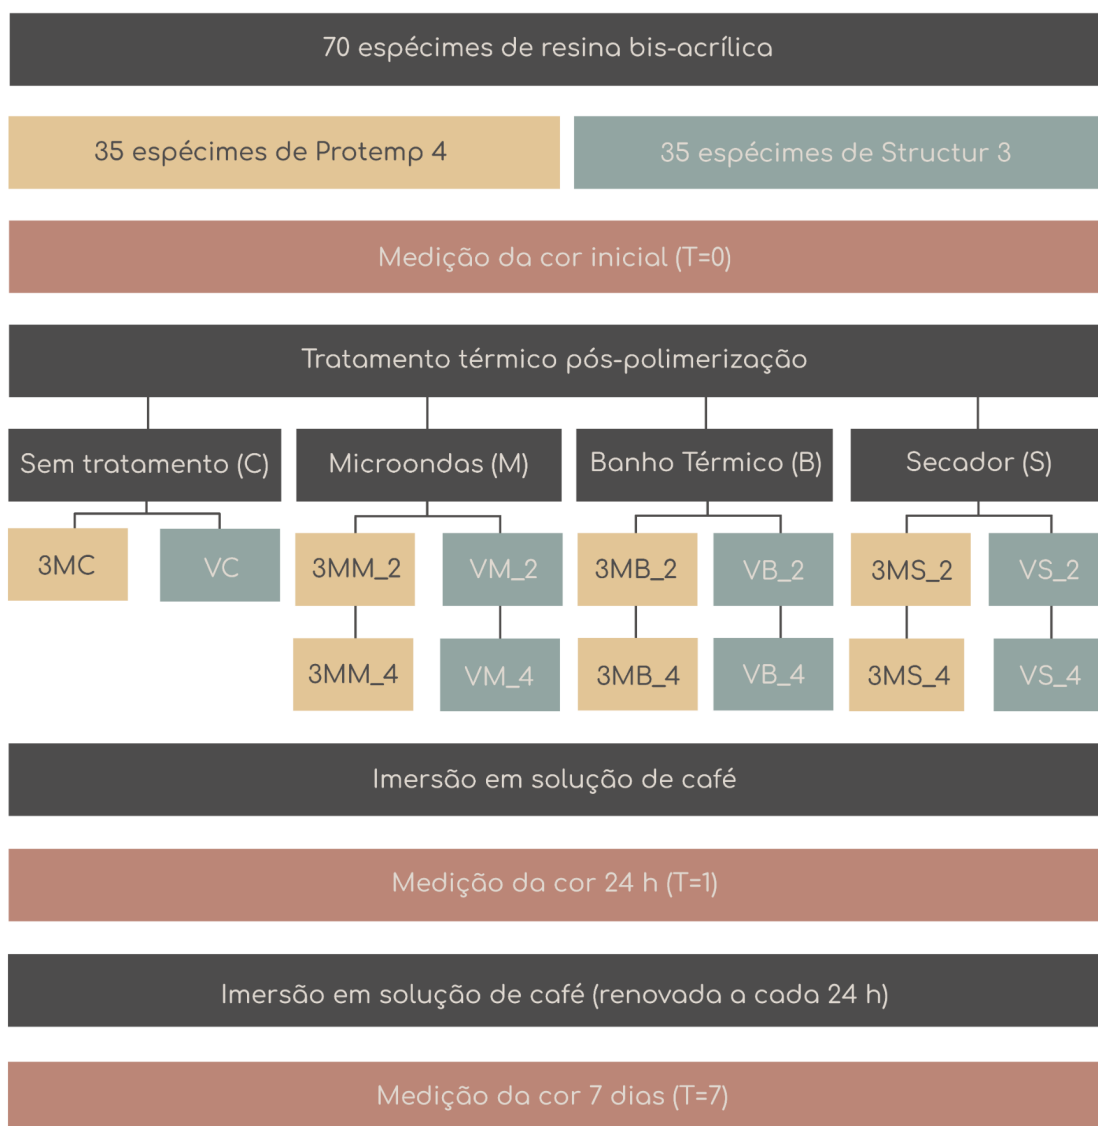 70 espécimes de resina bis-acrílica
35 espécimes de Protemp 4
35 espécimes de Structur 3
Medição da cor inicial (T=0)
Tratamento térmico pós-polimerização
Sem tratamento (C)
Microondas (M)
Banho Térmico (B)
Secador (S)
3MC
VC
3MM_2
VM_2
3MB_2
VB_2
3MS_2
VS_2
3MM_4
VM_4
3MB_4
VB_4
3MS_4
VS_4
Imersão em solução de café
Medição da cor 24 h (T=1)
Imersão em solução de café (renovada a cada 24 h)
Medição da cor 7 dias (T=7)